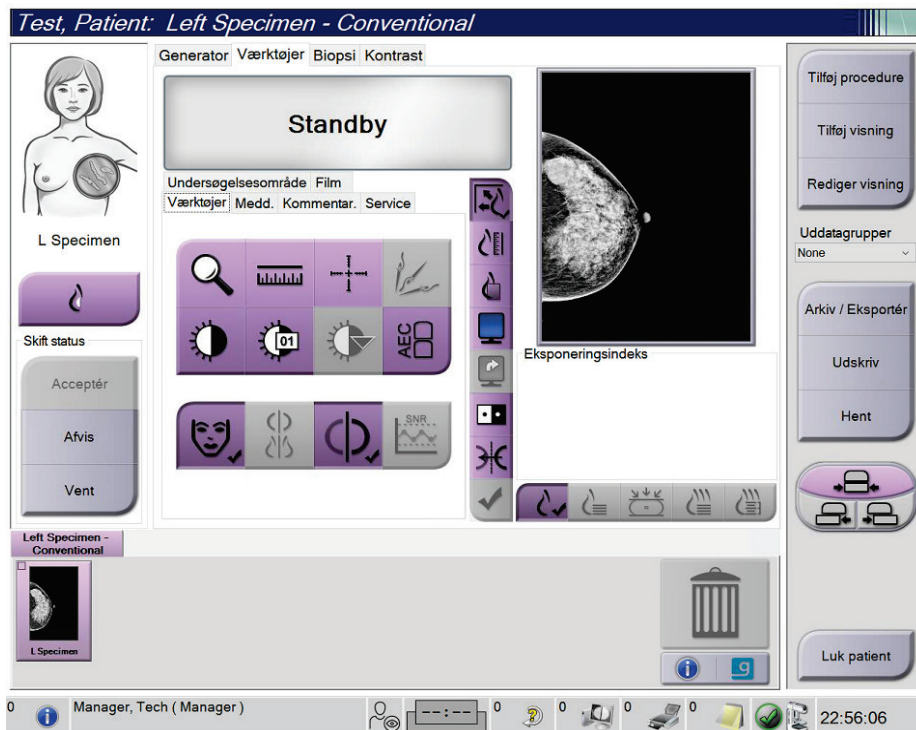 Test, Patient: Left Specimen - Conventional
Generator Værktøjer Biopsi Kontrast
Standby
Undersøgelsesområde Film
Værktøjer Medd. Kommentar. Service
L Specimen
Skift status
Acceptér
Afvis
Vent
01
AEC
SNR
Eksponeringsindeks
Tilføj procedure
Tilføj visning
Rediger visning
Uddatagrupper
None
Arkiv / Eksportér
Udskriv
Hent
Left Specimen -
Conventional
L Specimen
g
Luk patient
0 Manager, Tech ( Manager ) --:-- 0 0 0 0 22:56:06